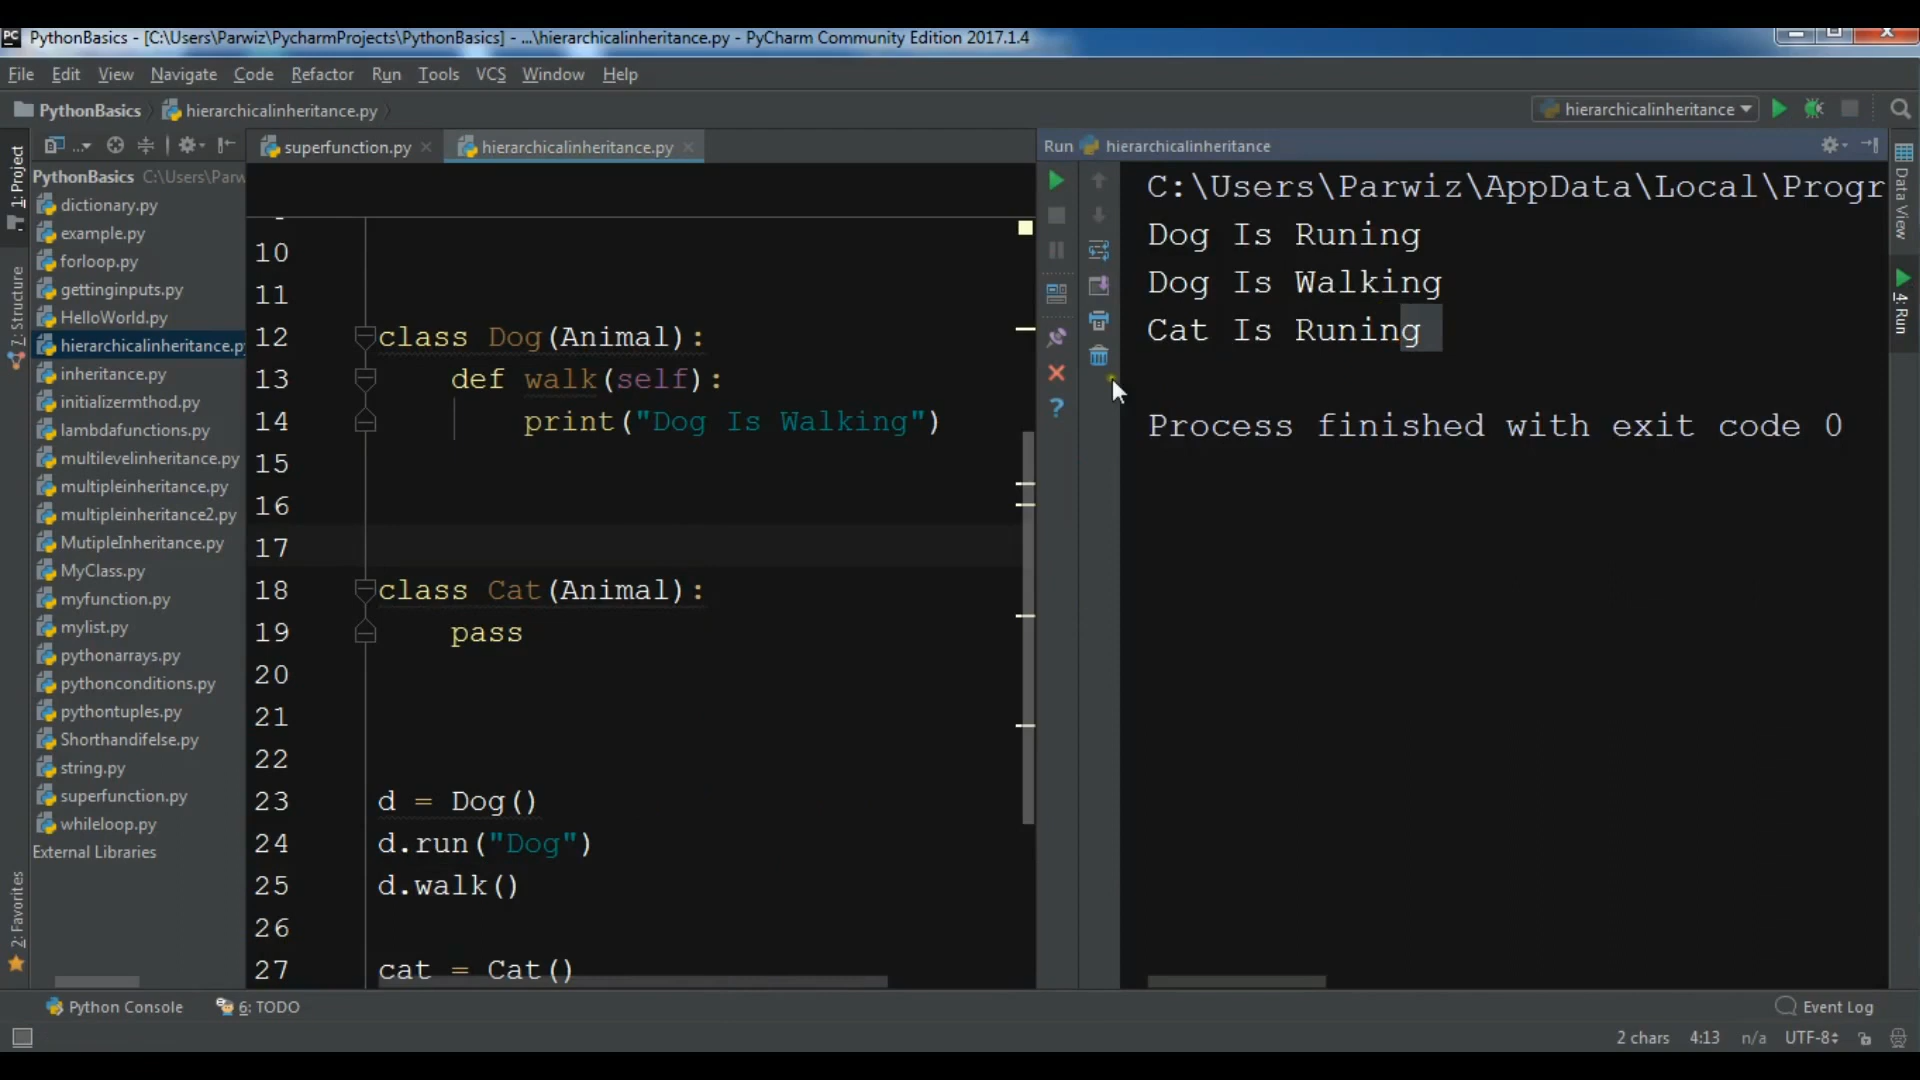 PC PythonBasics - [C:\Users\Parwiz\PycharmProjects\PythonBasics] - ...\hierarchicalinheritance.py - PyCharm Community Edition 2017.1.4
File Edit View Navigate Code Refactor Run Tools VCS Window Help
PythonBasics hierarchicalinheritance.py
hierarchicalinheritance
1: Project
7: Structure
2: Favorites
...
PythonBasics C:\Users\Parw
dictionary.py
example.py
forloop.py
gettinginputs.py
HelloWorld.py
hierarchicalinheritance.p
inheritance.py
initializermthod.py
lambdafunctions.py
multilevelinheritance.py
multipleinheritance.py
multipleinheritance2.py
MutipleInheritance.py
MyClass.py
myfunction.py
mylist.py
pythonarrays.py
pythonconditions.py
pythontuples.py
Shorthandifelse.py
string.py
superfunction.py
whileloop.py
External Libraries
superfunction.py hierarchicalinheritance.py
10
11
12 class Dog(Animal):
13 def walk(self):
14 print("Dog Is Walking")
15
16
17
18 class Cat(Animal):
19 pass
20
21
22
23 d = Dog()
24 d.run("Dog")
25 d.walk()
26
27 cat = Cat()
Run hierarchicalinheritance
C:\Users\Parwiz\AppData\Local\Progr
Dog Is Runing
Dog Is Walking
Cat Is Runing
Process finished with exit code 0
Data View
4: Run
Python Console 6: TODO Event Log
2 chars 4:13 n/a UTF-8